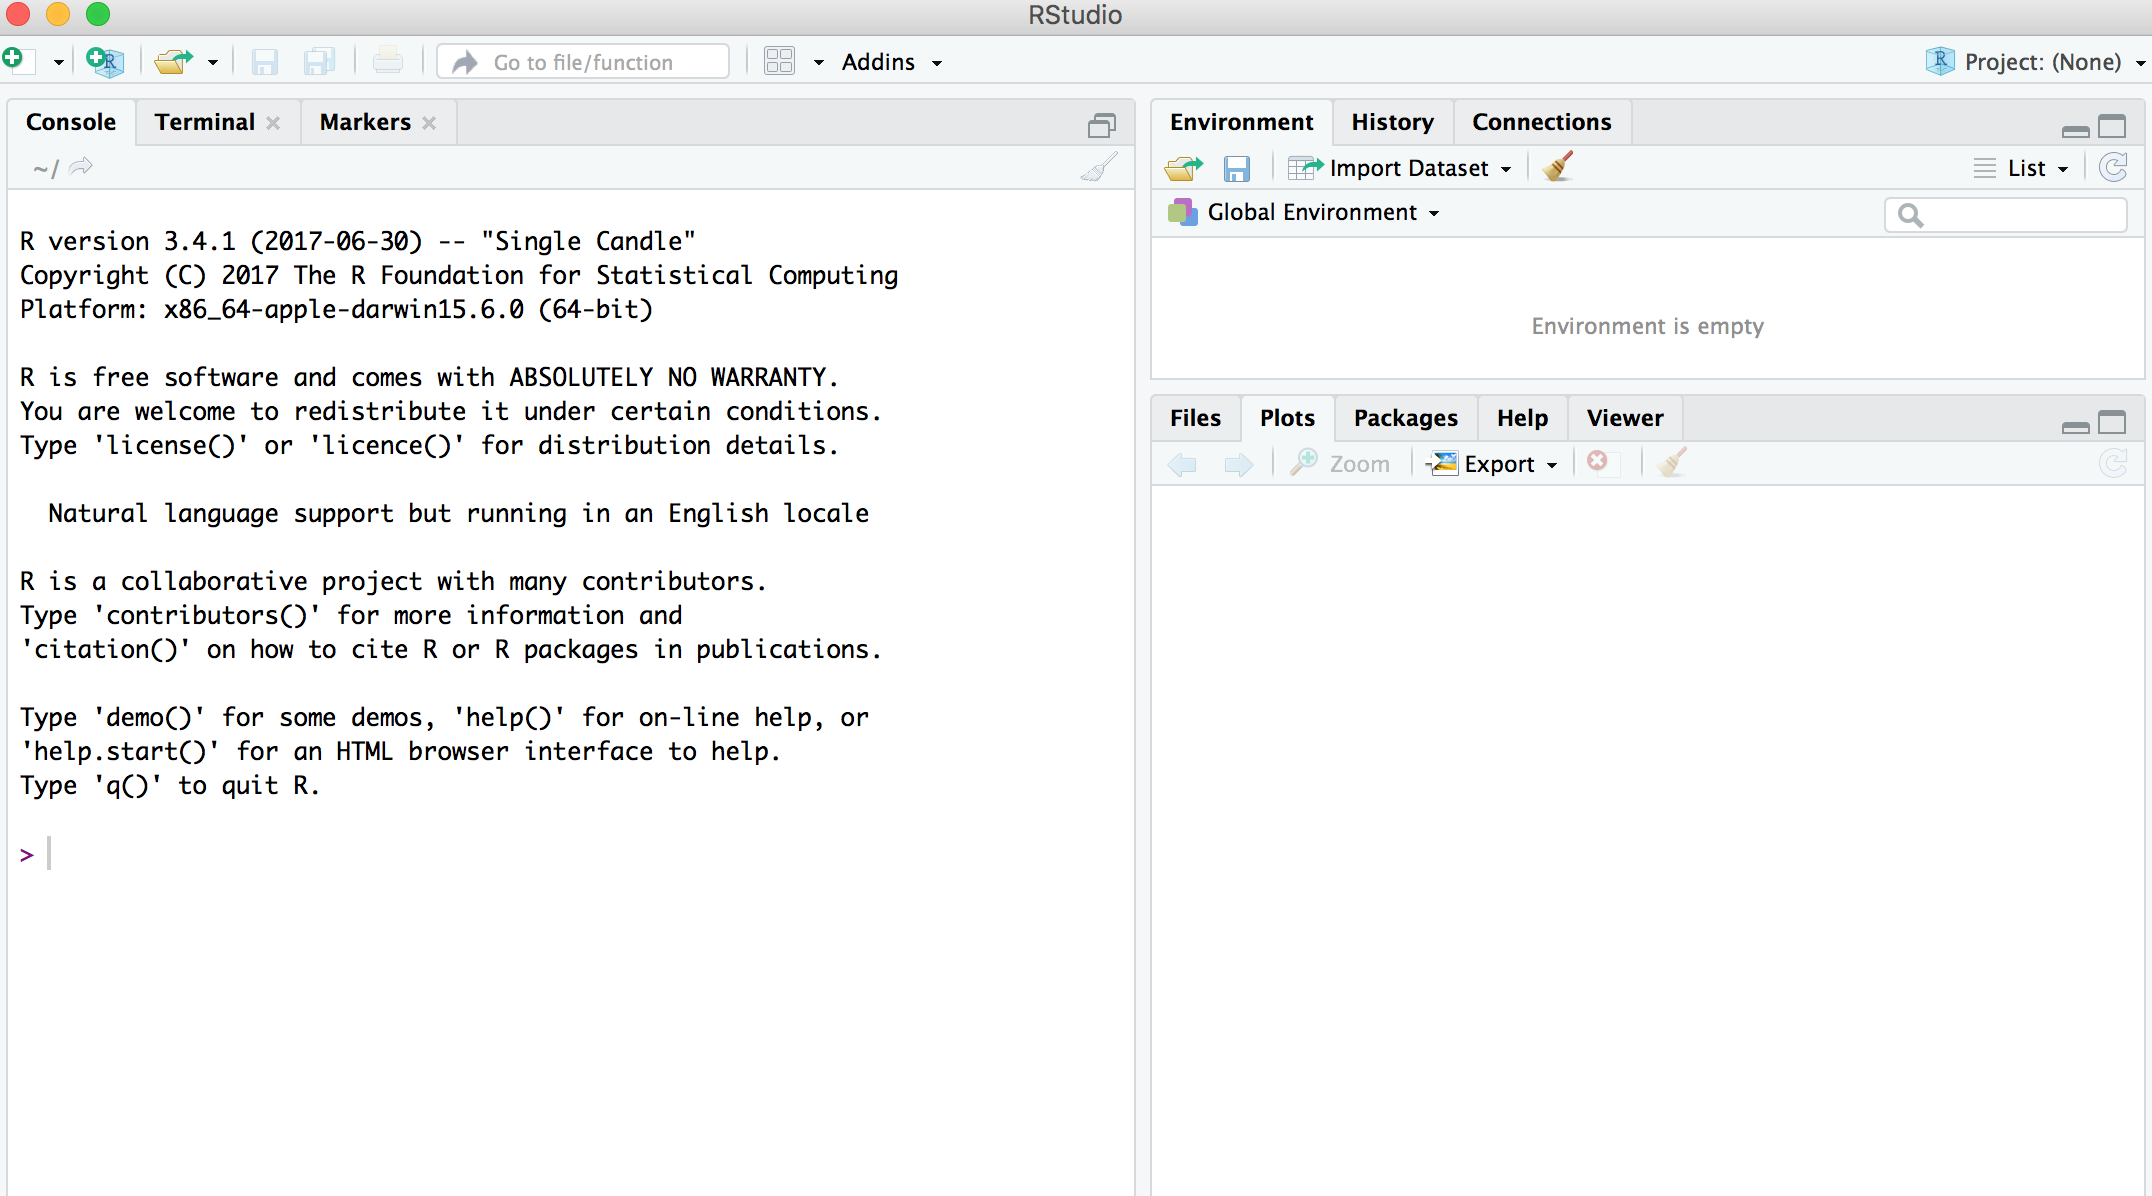 RStudio
Go to file/function
Addins
Project: (None)
Console
Terminal
Markers
~/
R version 3.4.1 (2017-06-30) -- "Single Candle"
Copyright (C) 2017 The R Foundation for Statistical Computing
Platform: x86_64-apple-darwin15.6.0 (64-bit)
R is free software and comes with ABSOLUTELY NO WARRANTY.
You are welcome to redistribute it under certain conditions.
Type 'license()' or 'licence()' for distribution details.
Natural language support but running in an English locale
R is a collaborative project with many contributors.
Type 'contributors()' for more information and
'citation()' on how to cite R or R packages in publications.
Type 'demo()' for some demos, 'help()' for on-line help, or
'help.start()' for an HTML browser interface to help.
Type 'q()' to quit R.
>
Environment
History
Connections
Import Dataset
List
Global Environment
Environment is empty
Files
Plots
Packages
Help
Viewer
Zoom
Export